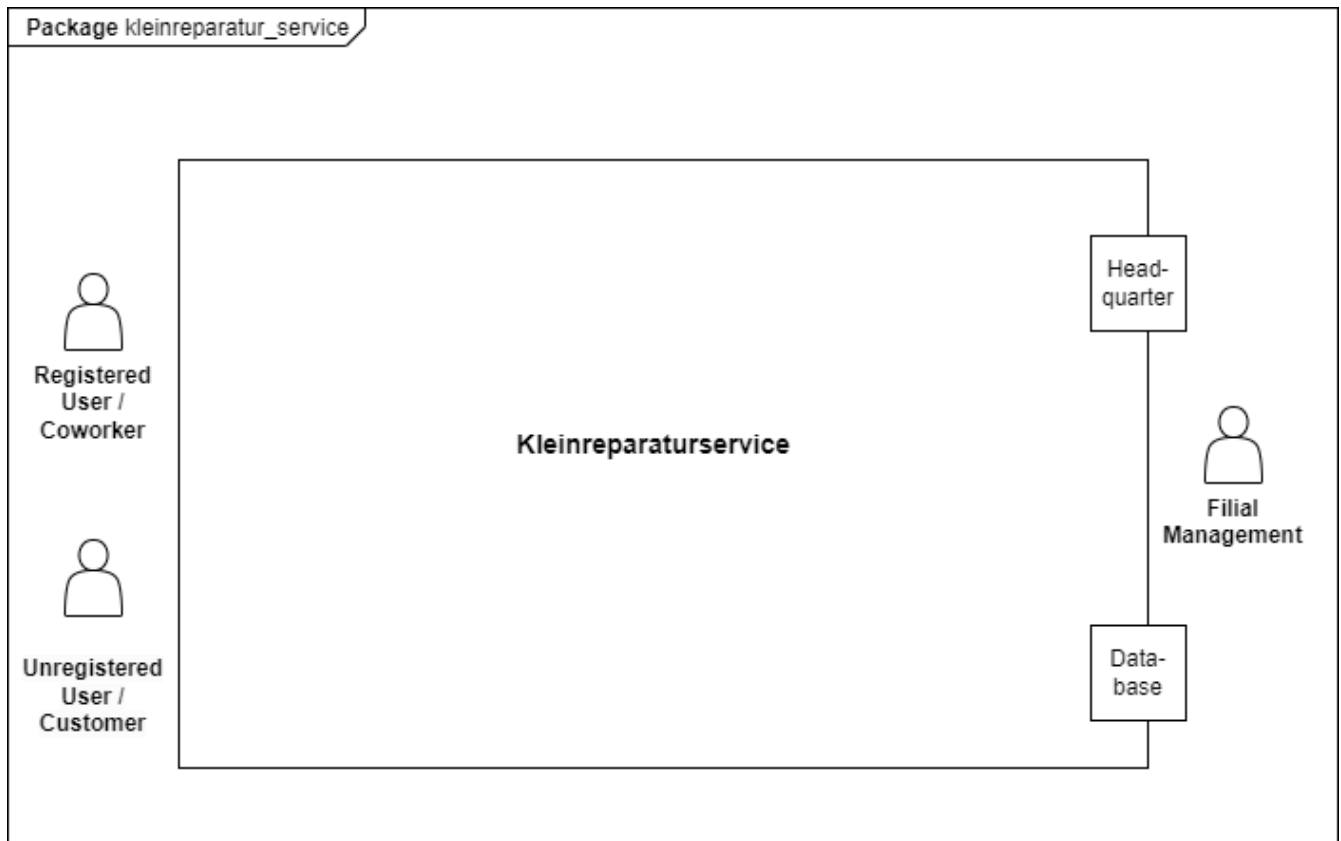 Package kleinreparatur_service
Head-
quarter
Registered
User /
Coworker
Kleinreparaturservice
Filial
Management
Unregistered
User /
Customer
Data-
base